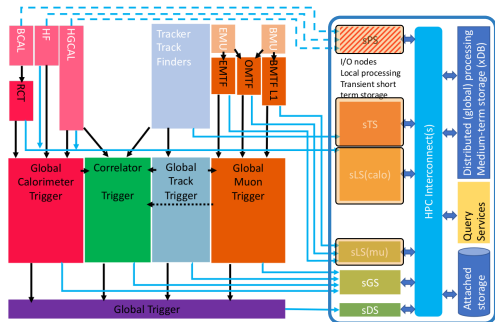 BCAL
HF
HGCAL
Tracker
Track
Finders
EMU
BMU
RCT
EMTF
OMTF
BMTF L1
Global
Calorimeter
Trigger
Correlator
Trigger
Global
Track
Trigger
Global
Muon
Trigger
Global Trigger
sPS
I/O nodes
Local processing
Transient short
term storage
sTS
sLS(calo)
sLS(mu)
sGS
sDS
HPC Interconnect(s)
Distributed (global) processing
Medium-term storage (xDB)
Query
Services
Attached
storage